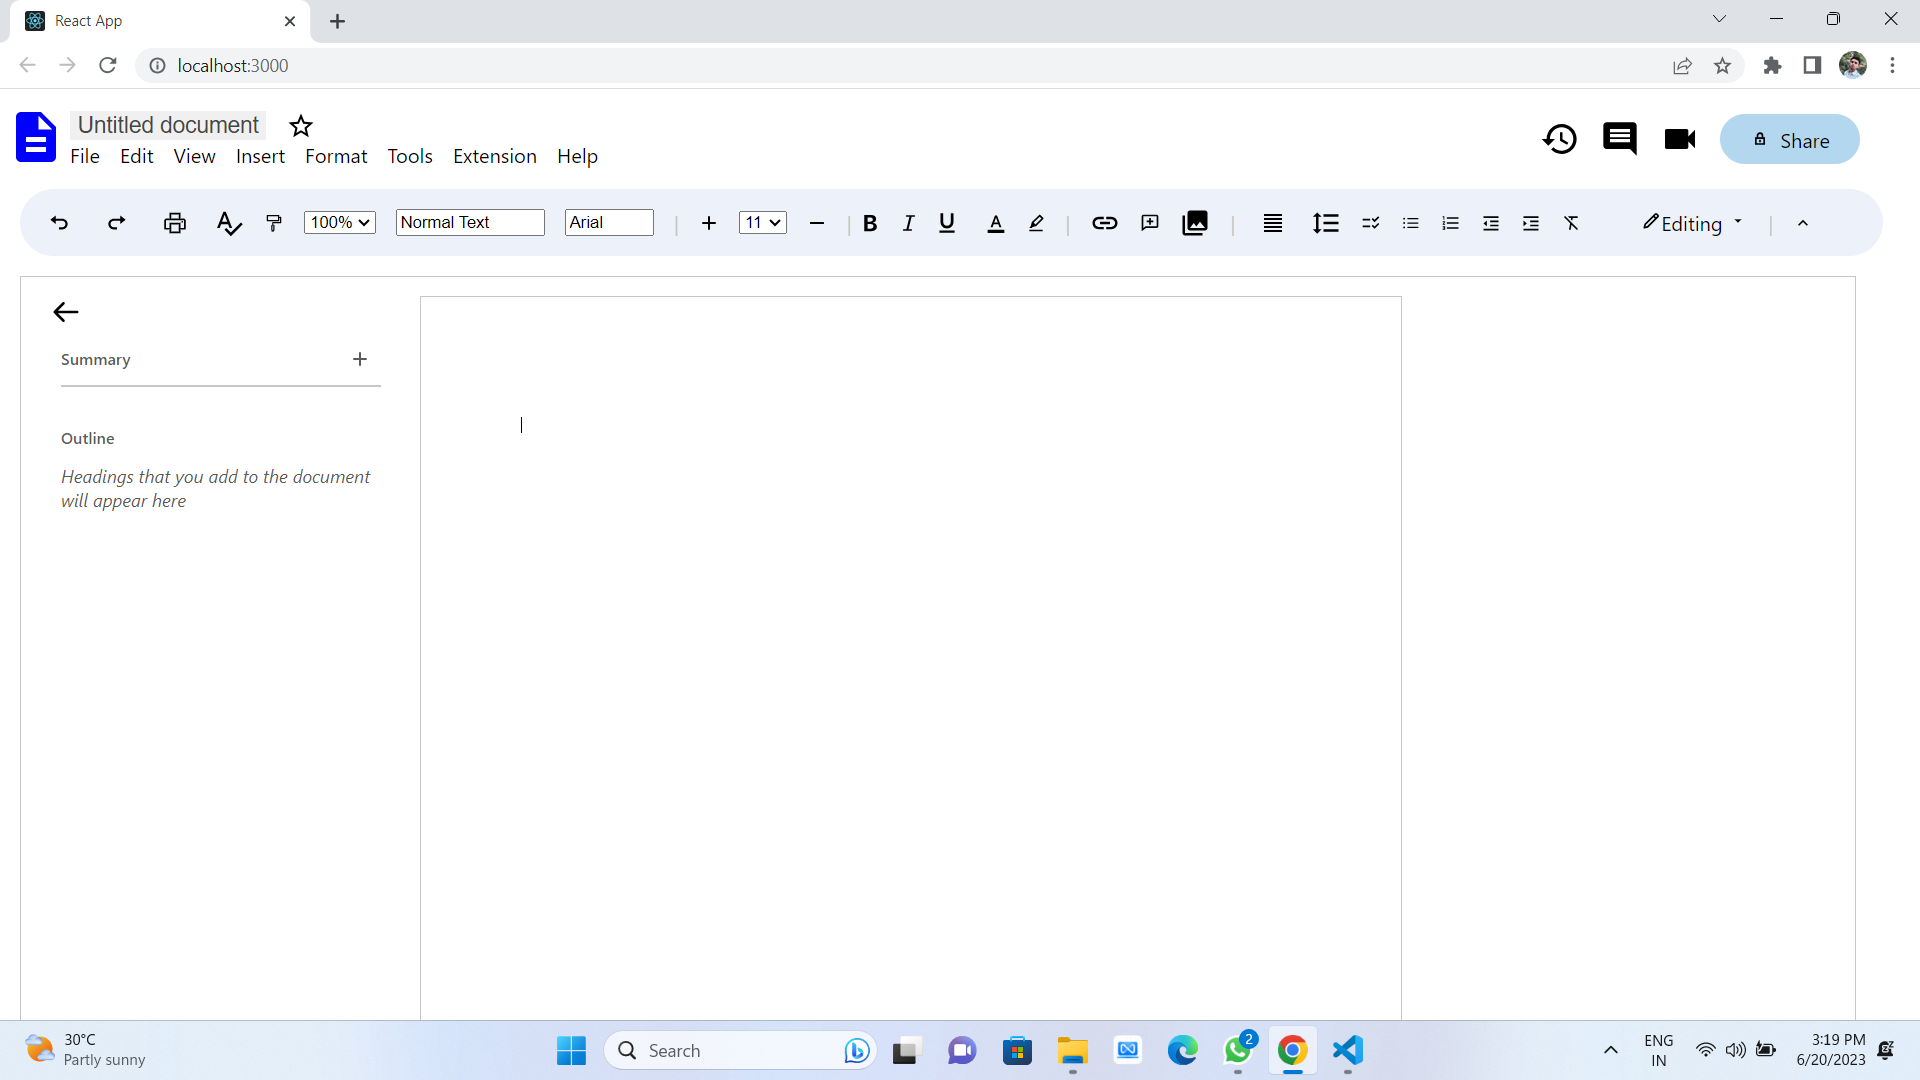 React App
localhost:3000
Untitled document
File Edit View Insert Format Tools Extension Help
Share
100% Normal Text Arial 11 B I U A Editing
Summary
Outline
Headings that you add to the document
will appear here
30°C
Partly sunny
Search
2
ENG
IN
3:19 PM
6/20/2023